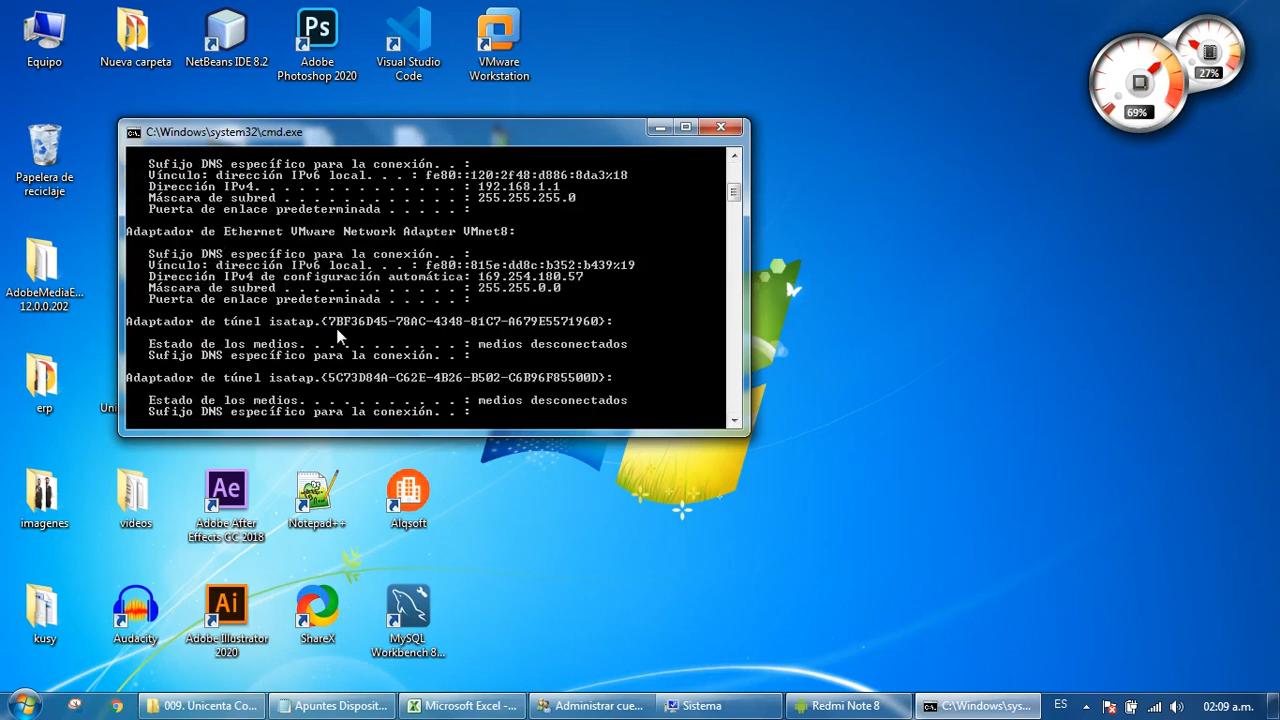 Equipo
Nueva carpeta
NetBeans IDE 8.2
Ps
Adobe
Photoshop 2020
Visual Studio
Code
VMware
Workstation
27%
69%
C:\Windows\system32\cmd.exe
Sufijo DNS específico para la conexión. . :
Vínculo: dirección IPv6 local. . . : fe80::120:2f48:d886:8da3%18
Dirección IPv4. . . . . . . . . . . . . . : 192.168.1.1
Máscara de subred . . . . . . . . . . . . : 255.255.255.0
Puerta de enlace predeterminada . . . . . :
Adaptador de Ethernet VMware Network Adapter VMnet8:
Sufijo DNS específico para la conexión. . :
Vínculo: dirección IPv6 local. . . : fe80::815e:dd8c:b352:b439%19
Dirección IPv4 de configuración automática: 169.254.180.57
Máscara de subred . . . . . . . . . . . . : 255.255.0.0
Puerta de enlace predeterminada . . . . . :
Adaptador de túnel isatap.{7BF36D45-78AC-4348-81C7-A679E5571960}:
Estado de los medios. . . . . . . . . . . : medios desconectados
Sufijo DNS específico para la conexión. . :
Adaptador de túnel isatap.{5C73D84A-C62E-4B26-B502-C6B96F85500D}:
Estado de los medios. . . . . . . . . . . : medios desconectados
Sufijo DNS específico para la conexión. . :
Papelera de
reciclaje
AdobeMediaE...
12.0.0.202
erp
imagenes
videos
Ae
Adobe After
Effects CC 2018
Notepad++
Alqsoft
kusy
Audacity
Ai
Adobe Illustrator
2020
ShareX
MySQL
Workbench 8...
009. Unicenta Co...
Apuntes Disposit...
Microsoft Excel -...
Administrar cue...
Sistema
Redmi Note 8
C:\Windows\sys...
ES
02:09 a.m.